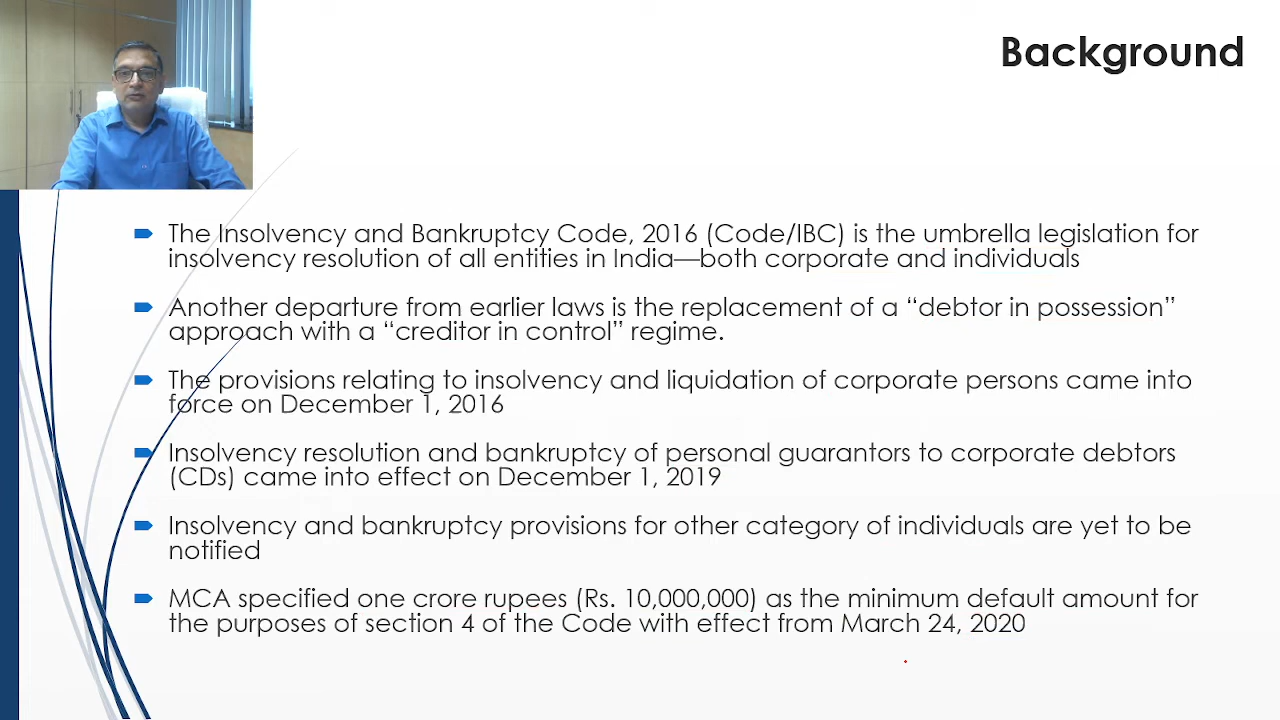 Background
The Insolvency and Bankruptcy Code, 2016 (Code/IBC) is the umbrella legislation for
insolvency resolution of all entities in India—both corporate and individuals
Another departure from earlier laws is the replacement of a “debtor in possession”
approach with a “creditor in control” regime.
The provisions relating to insolvency and liquidation of corporate persons came into
force on December 1, 2016
Insolvency resolution and bankruptcy of personal guarantors to corporate debtors
(CDs) came into effect on December 1, 2019
Insolvency and bankruptcy provisions for other category of individuals are yet to be
notified
MCA specified one crore rupees (Rs. 10,000,000) as the minimum default amount for
the purposes of section 4 of the Code with effect from March 24, 2020